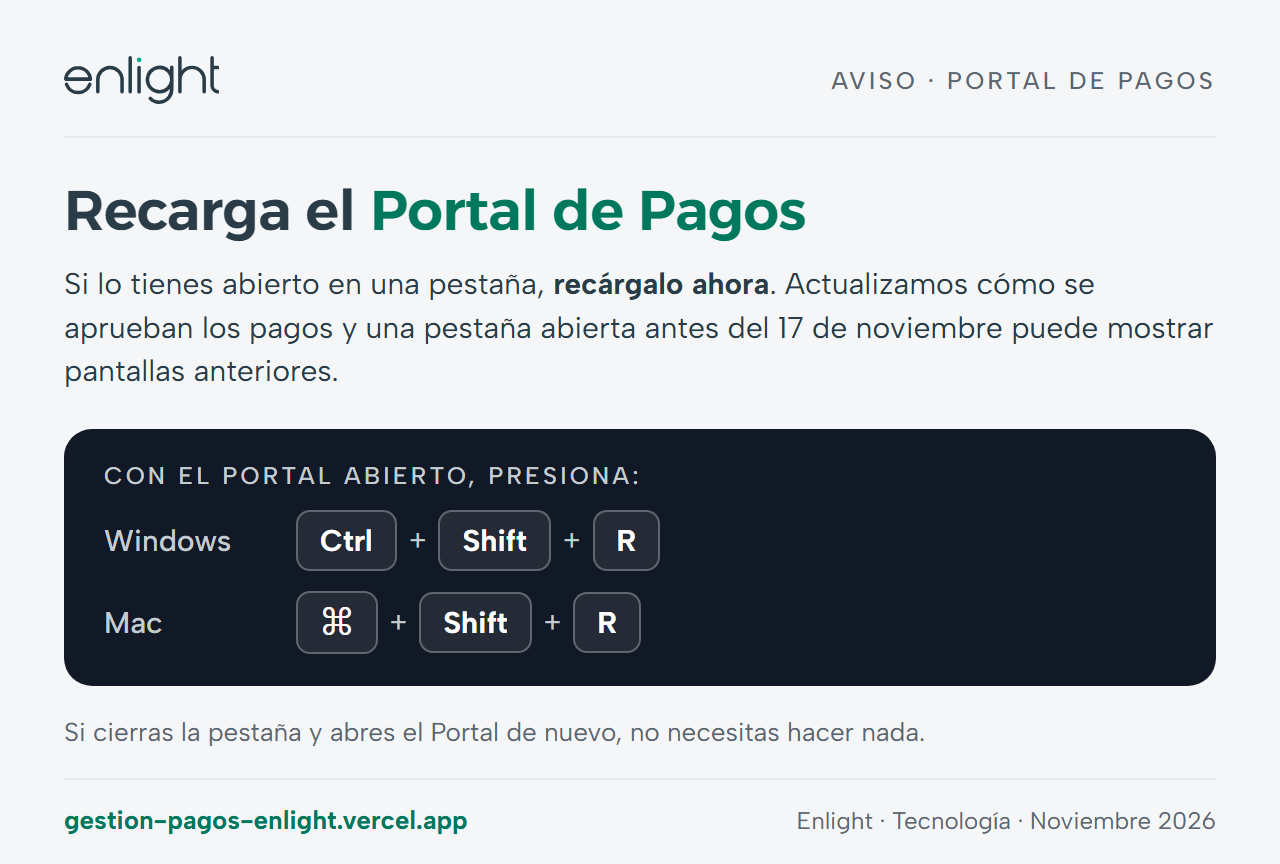 enlight
AVISO · PORTAL DE PAGOS
Recarga el Portal de Pagos
Si lo tienes abierto en una pestaña, recárgalo ahora. Actualizamos cómo se
aprueban los pagos y una pestaña abierta antes del 17 de noviembre puede mostrar
pantallas anteriores.
CON EL PORTAL ABIERTO, PRESIONA:
Windows Ctrl + Shift + R
Mac ⌘ + Shift + R
Si cierras la pestaña y abres el Portal de nuevo, no necesitas hacer nada.
gestion-pagos-enlight.vercel.app
Enlight · Tecnología · Noviembre 2026